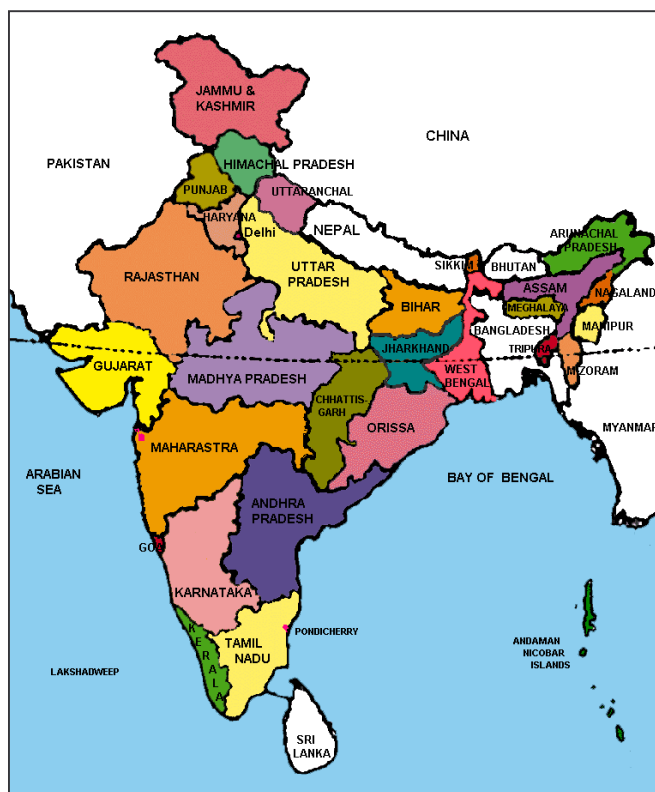 JAMMU &
KASHMIR
CHINA
PAKISTAN
HIMACHAL PRADESH
PUNJAB
UTTARANCHAL
HARYANA
Delhi
NEPAL
ARUNACHAL
PRADESH
SIKKIM
BHUTAN
RAJASTHAN
UTTAR
PRADESH
ASSAM
NAGALAND
BIHAR
MEGHALAYA
BANGLADESH
MANIPUR
JHARKHAND
TRIPURA
GUJARAT
WEST
BENGAL
MIZORAM
MADHYA PRADESH
CHHATTIS-
GARH
ORISSA
MYANMAR
MAHARASTRA
ARABIAN
SEA
BAY OF BENGAL
ANDHRA
PRADESH
GOA
KARNATAKA
KERALA
TAMIL
NADU
PONDICHERRY
ANDAMAN
NICOBAR
ISLANDS
LAKSHADWEEP
SRI
LANKA